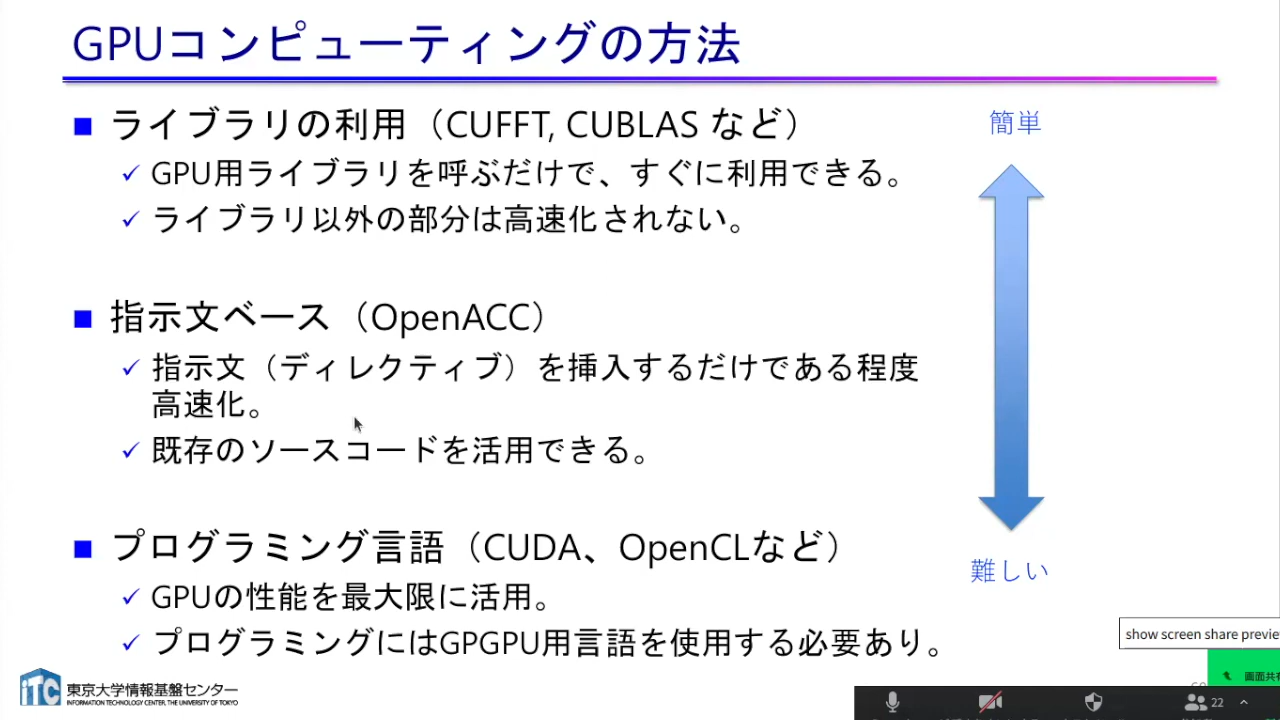 GPUコンピューティングの方法
ライブラリの利用（CUFFT, CUBLAS など）
GPU用ライブラリを呼ぶだけで、すぐに利用できる。
ライブラリ以外の部分は高速化されない。
指示文ベース（OpenACC）
指示文（ディレクティブ）を挿入するだけである程度
高速化。
既存のソースコードを活用できる。
プログラミング言語（CUDA、OpenCLなど）
GPUの性能を最大限に活用。
プログラミングにはGPGPU用言語を使用する必要あり。
簡単
難しい
show screen share previe
画面共有
22
iTC 東京大学情報基盤センター
INFORMATION TECHNOLOGY CENTER, THE UNIVERSITY OF TOKYO